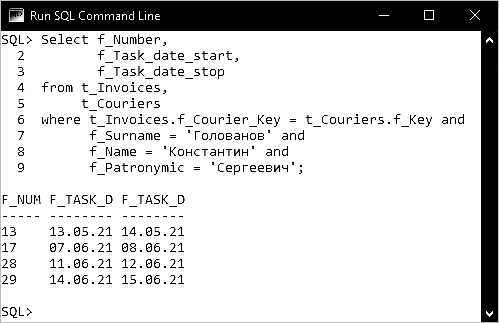 Run SQL Command Line
SQL> Select f_Number,
  2         f_Task_date_start,
  3         f_Task_date_stop
  4  from t_Invoices,
  5       t_Couriers
  6  where t_Invoices.f_Courier_Key = t_Couriers.f_Key and
  7        f_Surname = 'Голованов' and
  8        f_Name = 'Константин' and
  9        f_Patronymic = 'Сергеевич';
F_NUM F_TASK_D F_TASK_D
----- -------- --------
13    13.05.21 14.05.21
17    07.06.21 08.06.21
28    11.06.21 12.06.21
29    14.06.21 15.06.21
SQL>